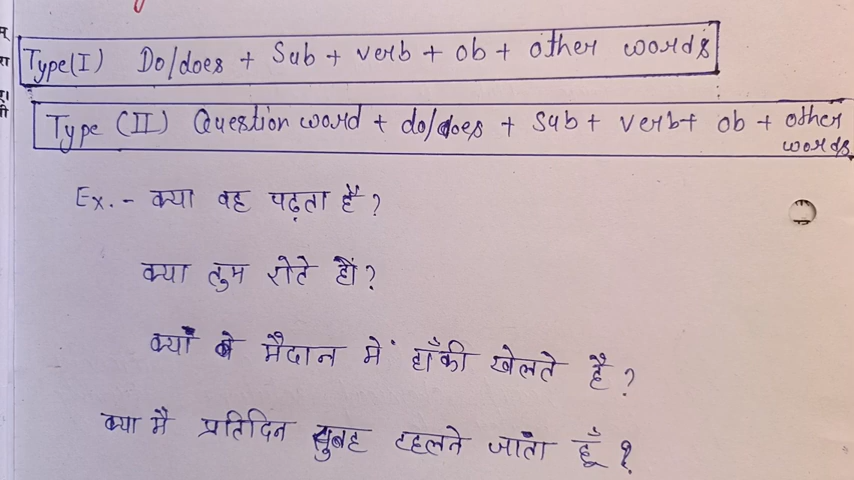 Type(I) Do/does + Sub + verb + ob + other words
Type (II) Question word + do/does + Sub + verb + ob + other
words
Ex. - क्या वह पढ़ता है?
क्या तुम रोते हो?
क्या वे मैदान में हॉकी खेलते है?
क्या मै प्रतिदिन सुबह टहलने जाता हूँ?